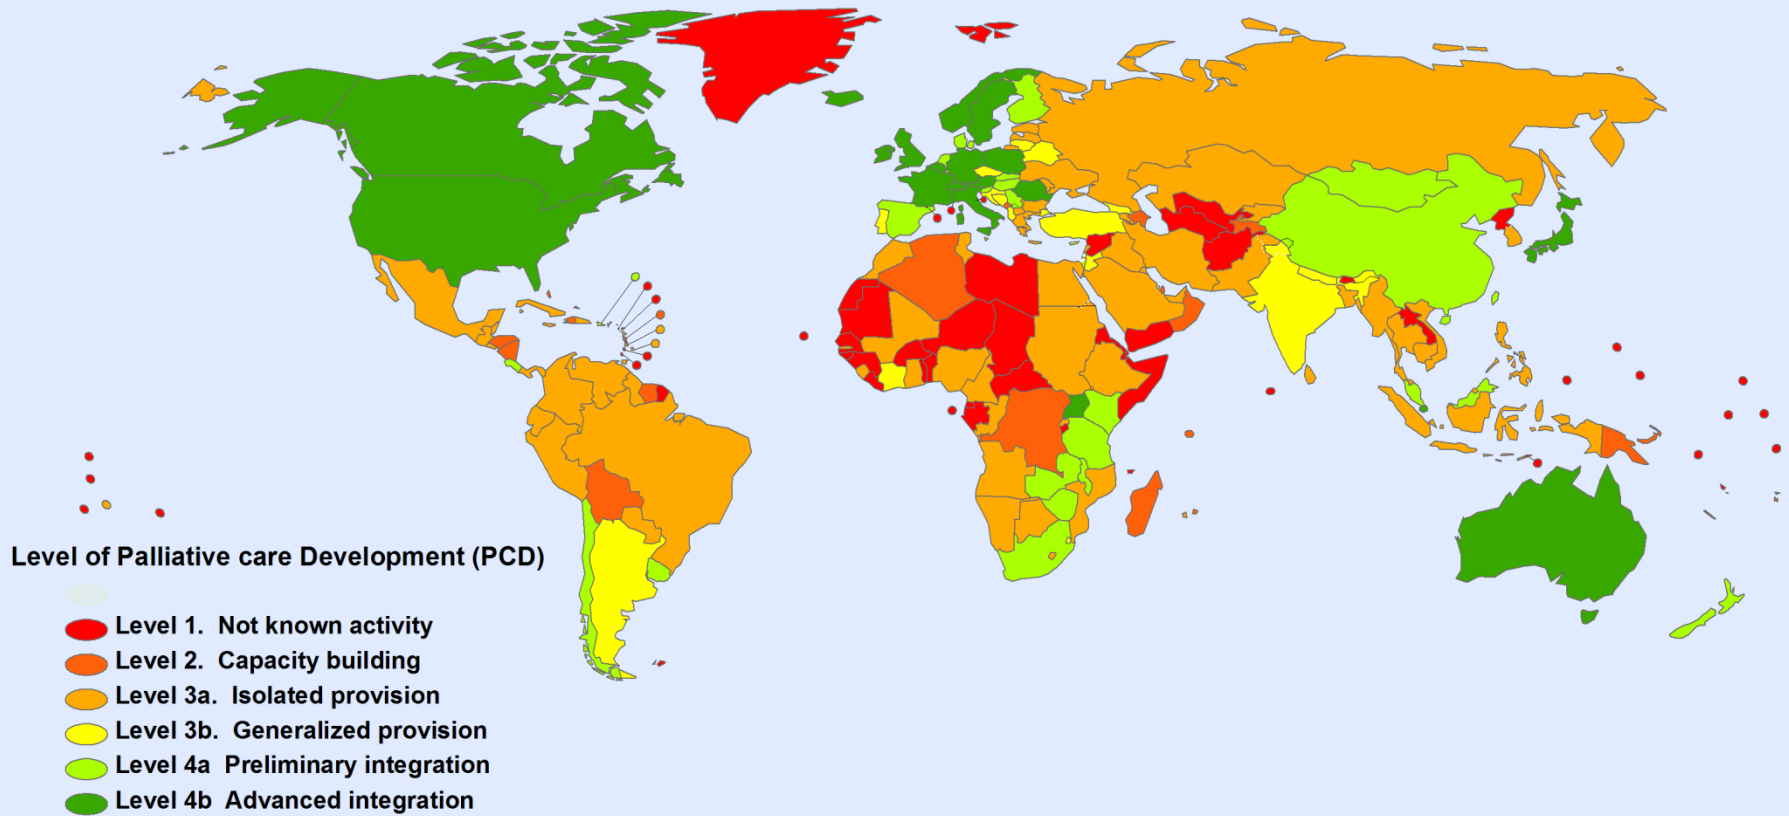 Level of Palliative care Development (PCD)
Level 1.  Not known activity
Level 2.  Capacity building
Level 3a.  Isolated provision
Level 3b.  Generalized provision
Level 4a  Preliminary integration
Level 4b  Advanced integration